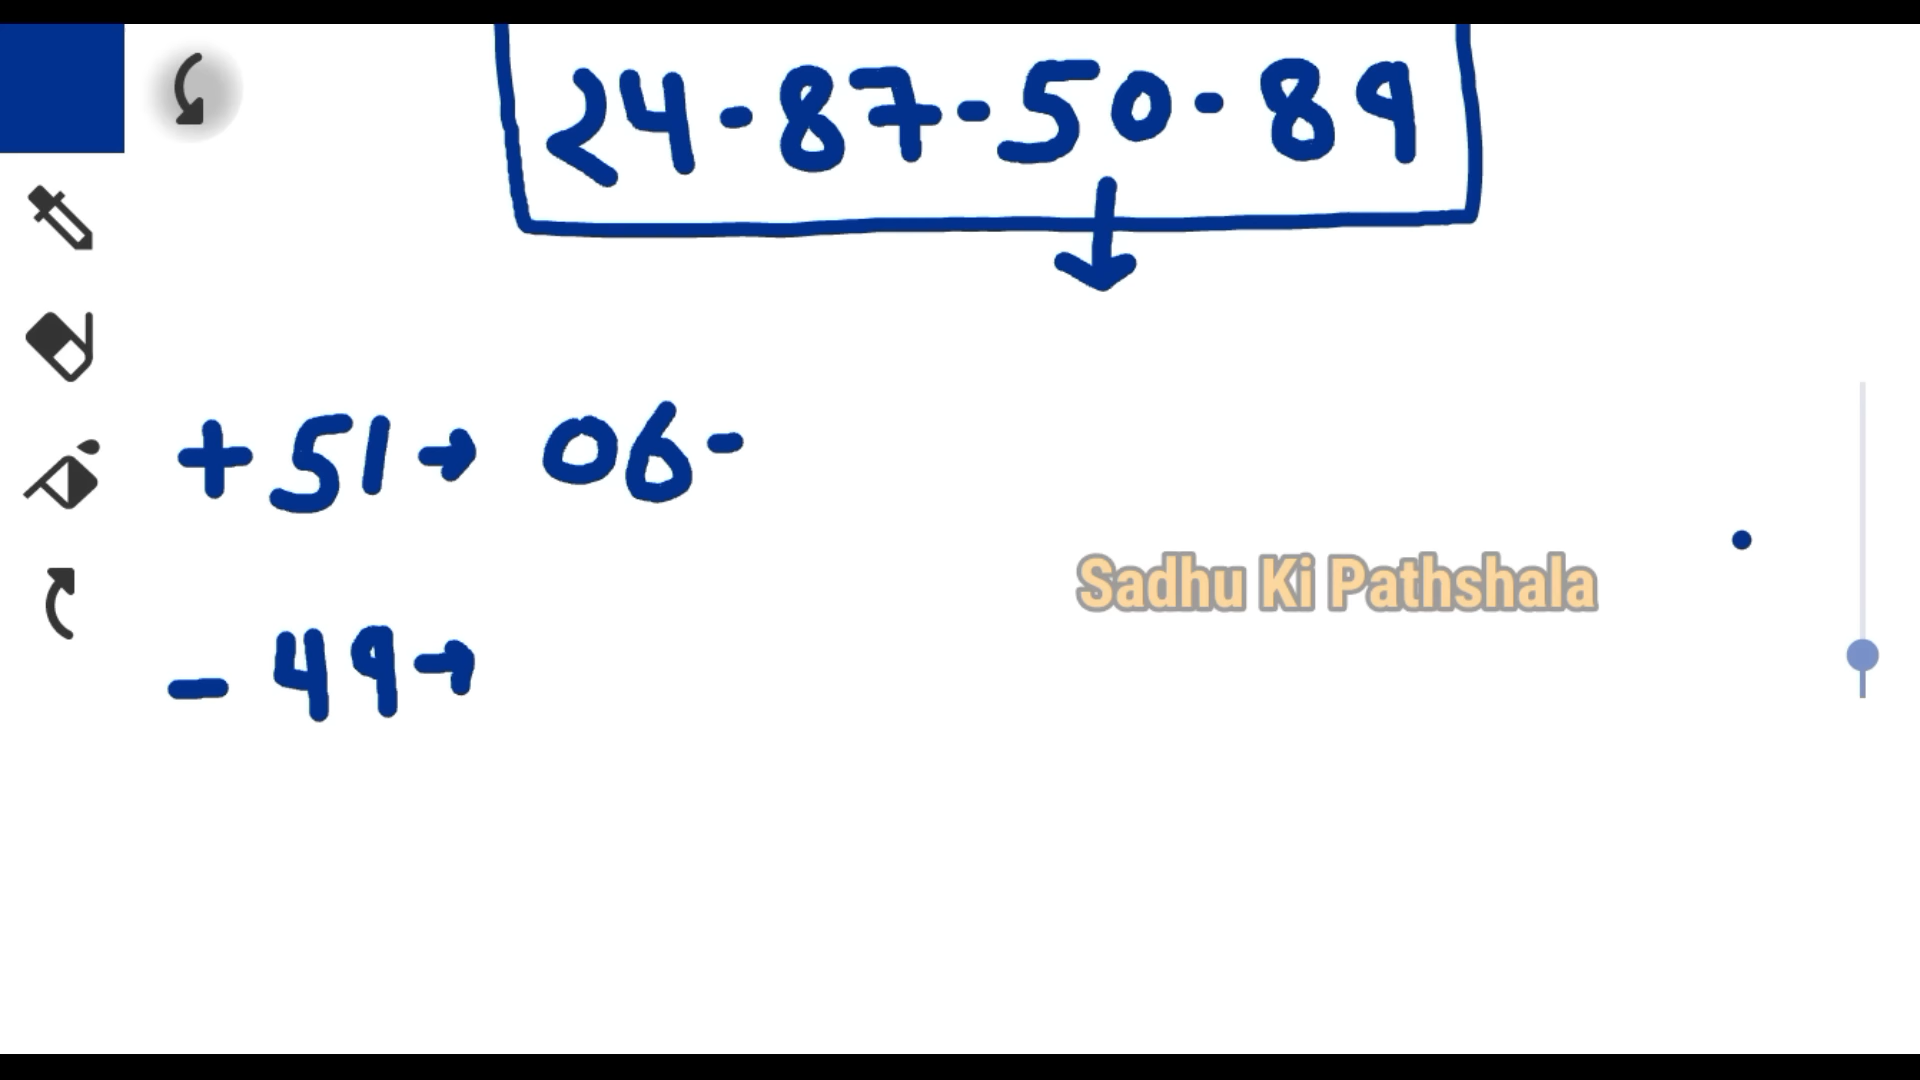 24-87-50-89
↓
+51→ 06-
Sadhu Ki Pathshala
-49→